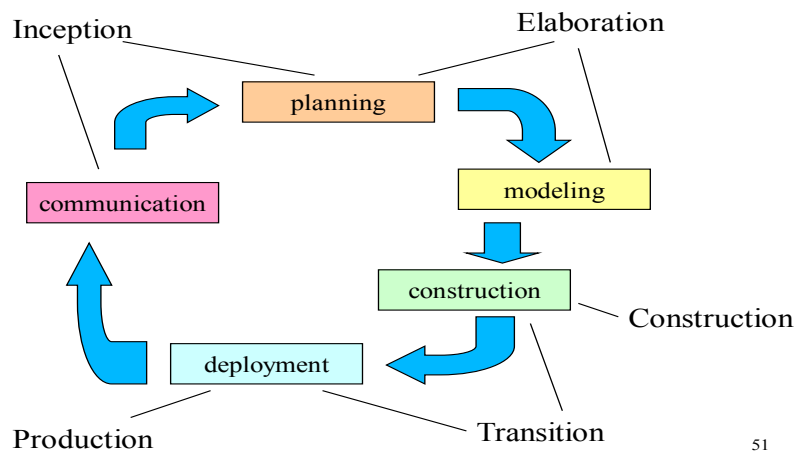 Inception
Elaboration
planning
communication
modeling
construction
Construction
deployment
Production
Transition
51